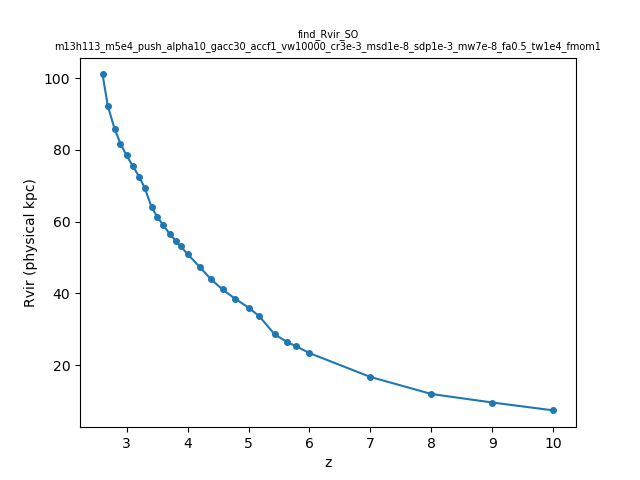 find_Rvir_SO
m13h113_m5e4_push_alpha10_gacc30_accf1_vw10000_cr3e-3_msd1e-8_sdp1e-3_mw7e-8_fa0.5_tw1e4_fmom1
Rvir (physical kpc)
100
80
60
40
20
3 4 5 6 7 8 9 10
z